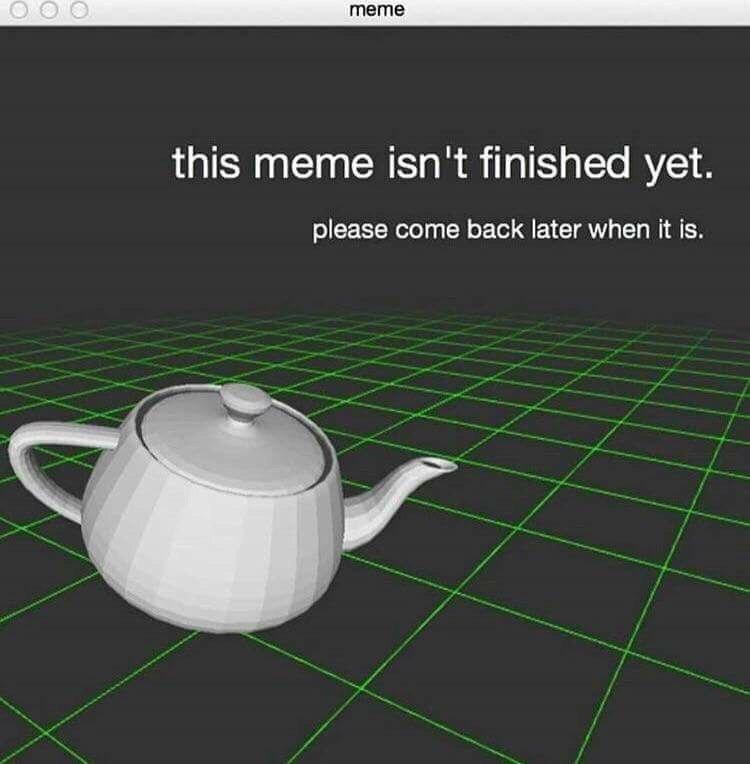 meme
this meme isn't finished yet.
please come back later when it is.